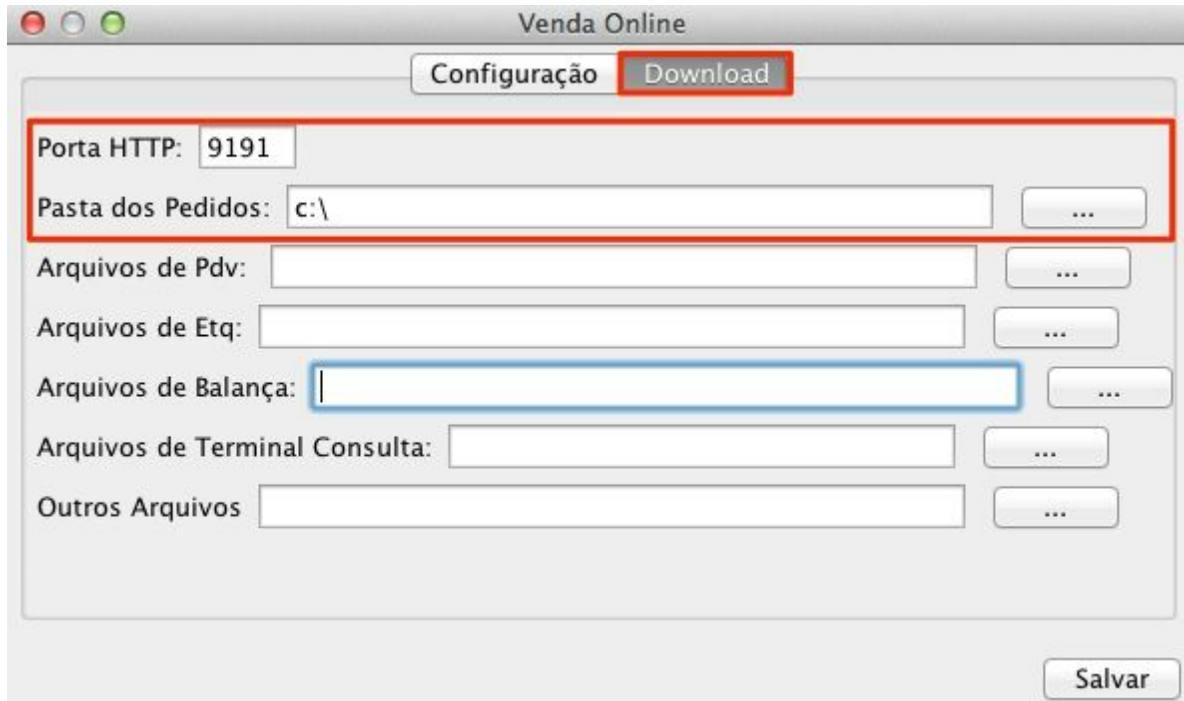 Venda Online
Configuração Download
Porta HTTP: 9191
Pasta dos Pedidos: c:\ ...
Arquivos de Pdv: ...
Arquivos de Etq: ...
Arquivos de Balança: ...
Arquivos de Terminal Consulta: ...
Outros Arquivos ...
Salvar